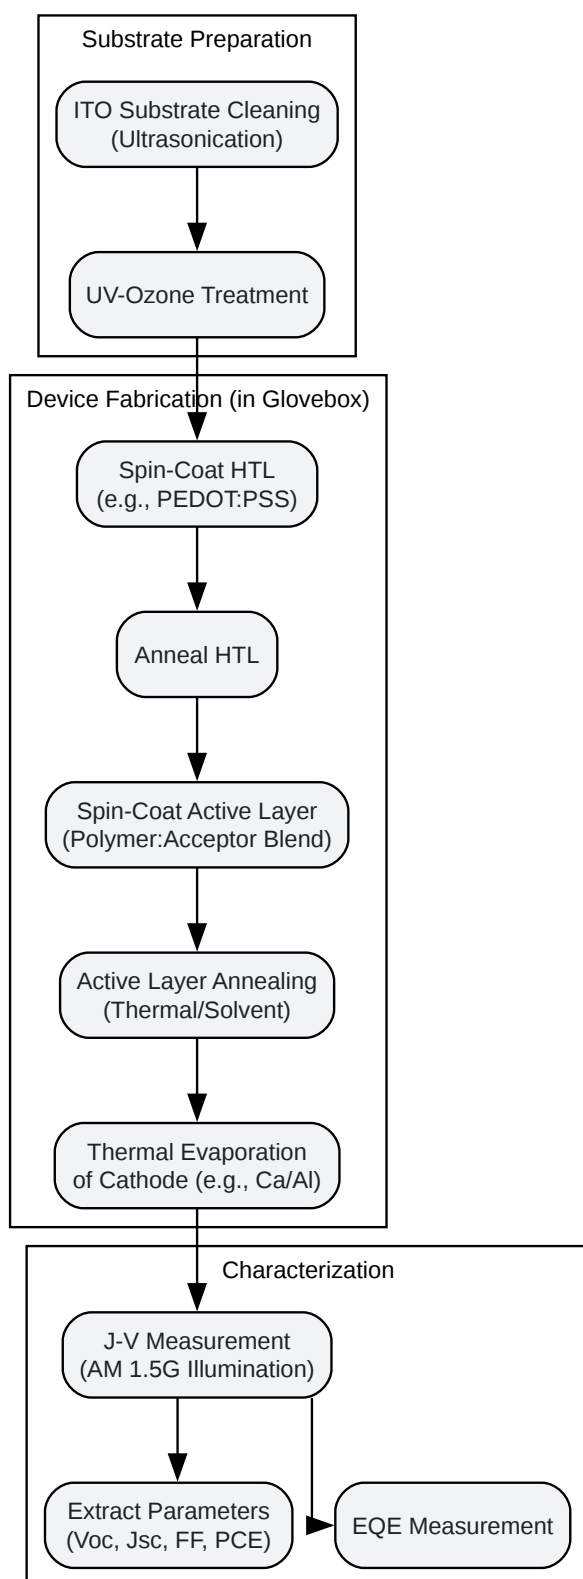 Substrate Preparation
ITO Substrate Cleaning
(Ultrasonication)
UV-Ozone Treatment
Device Fabrication (in Glovebox)
Spin-Coat HTL
(e.g., PEDOT:PSS)
Anneal HTL
Spin-Coat Active Layer
(Polymer:Acceptor Blend)
Active Layer Annealing
(Thermal/Solvent)
Thermal Evaporation
of Cathode (e.g., Ca/Al)
Characterization
J-V Measurement
(AM 1.5G Illumination)
Extract Parameters
(Voc, Jsc, FF, PCE)
EQE Measurement